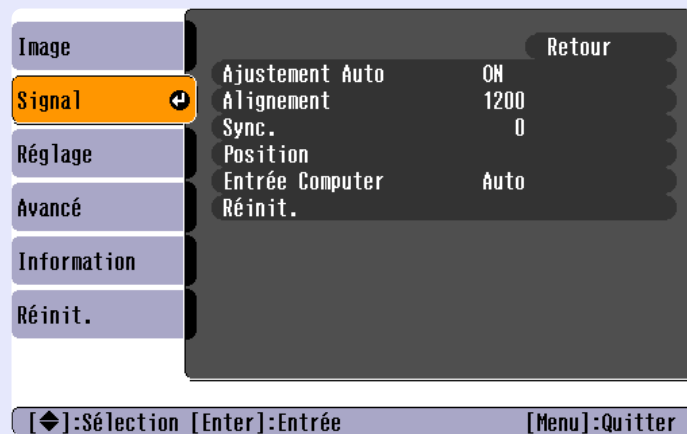 Image
Signal
Réglage
Avancé
Information
Réinit.
Retour
Ajustement Auto ON
Alignement 1200
Sync. 0
Position
Entrée Computer Auto
Réinit.
[◆]:Sélection [Enter]:Entrée [Menu]:Quitter